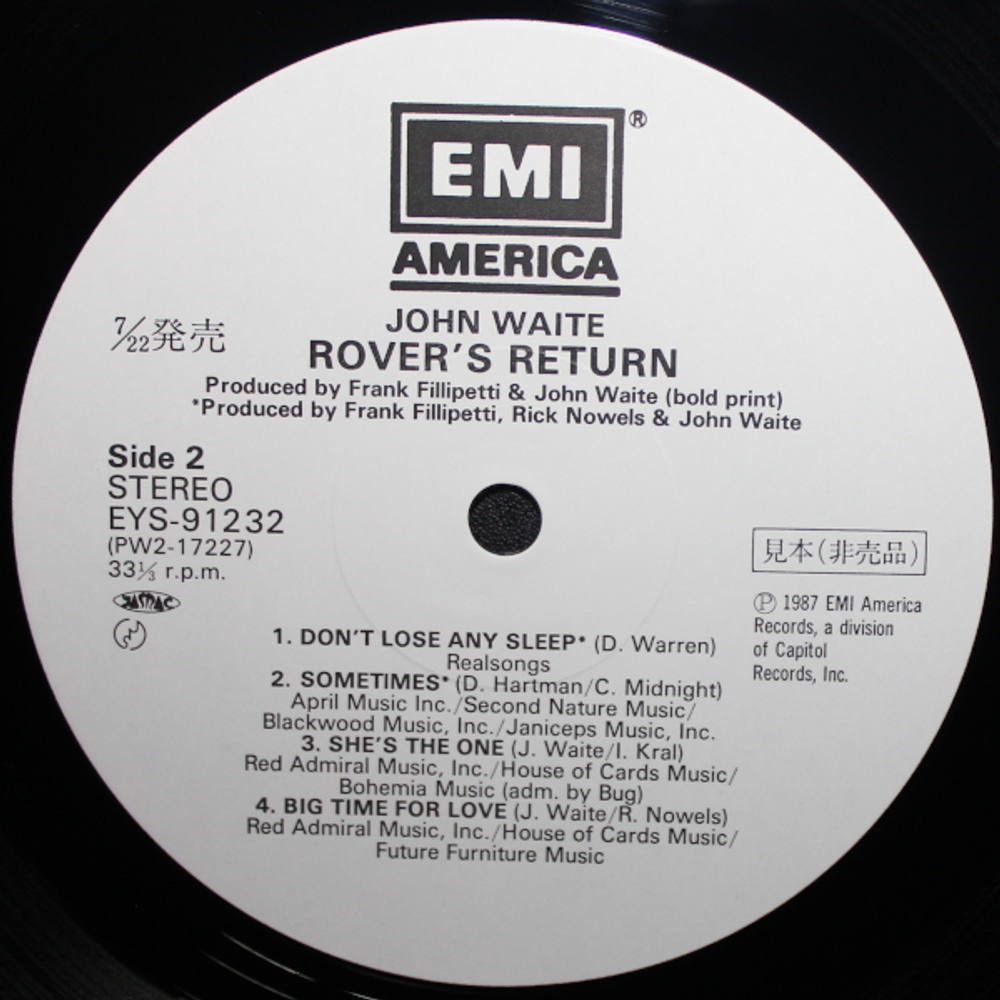 EMI ®
AMERICA
JOHN WAITE
7/22発売
ROVER'S RETURN
Produced by Frank Fillipetti & John Waite (bold print)
*Produced by Frank Fillipetti, Rick Nowels & John Waite
Side 2
STEREO
EYS-91232
(PW2-17227)
33⅓ r.p.m.
JASRAC
見本(非売品)
Ⓟ 1987 EMI America
Records, a division
of Capitol
Records, Inc.
1. DON'T LOSE ANY SLEEP* (D. Warren)
Realsongs
2. SOMETIMES* (D. Hartman/C. Midnight)
April Music Inc./Second Nature Music/
Blackwood Music, Inc./Janiceps Music, Inc.
3. SHE'S THE ONE (J. Waite/I. Kral)
Red Admiral Music, Inc./House of Cards Music/
Bohemia Music (adm. by Bug)
4. BIG TIME FOR LOVE (J. Waite/R. Nowels)
Red Admiral Music, Inc./House of Cards Music/
Future Furniture Music